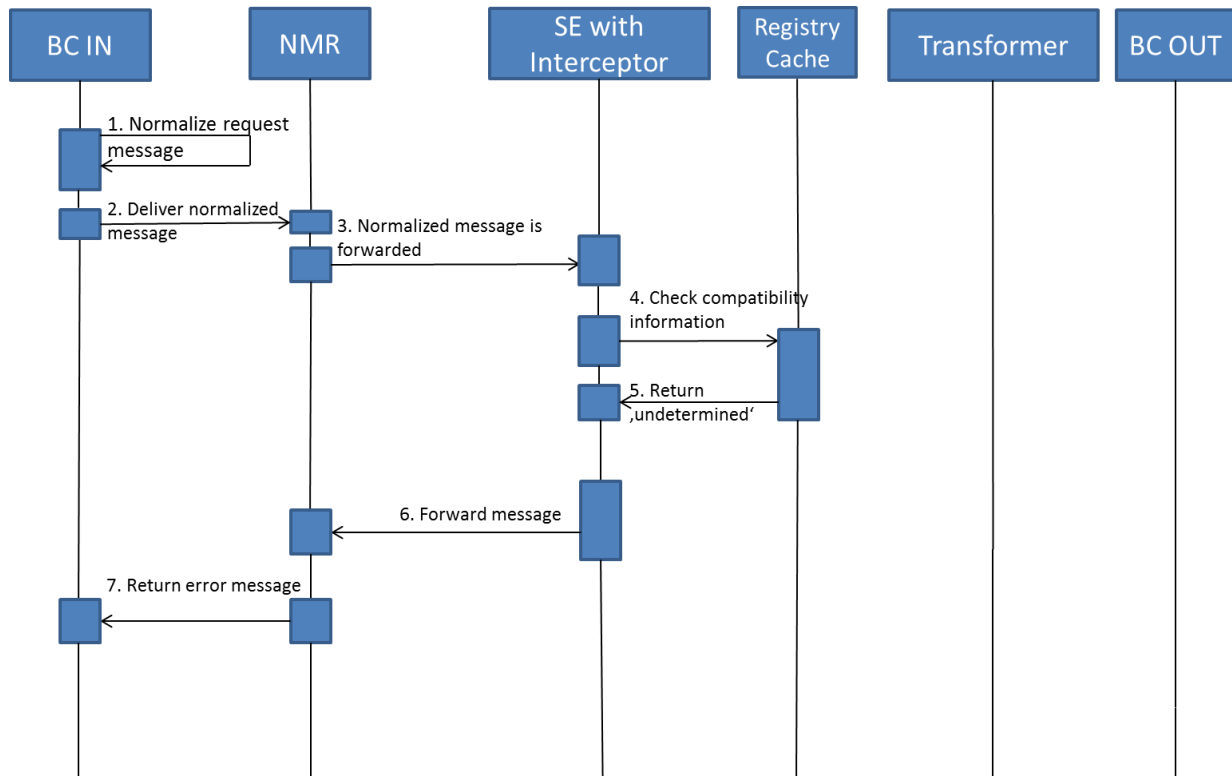 BC IN
NMR
SE with
Interceptor
Registry
Cache
Transformer
BC OUT
1. Normalize request
message
2. Deliver normalized
message
3. Normalized message is
forwarded
4. Check compatibility
information
5. Return
‚undetermined‘
6. Forward message
7. Return error message